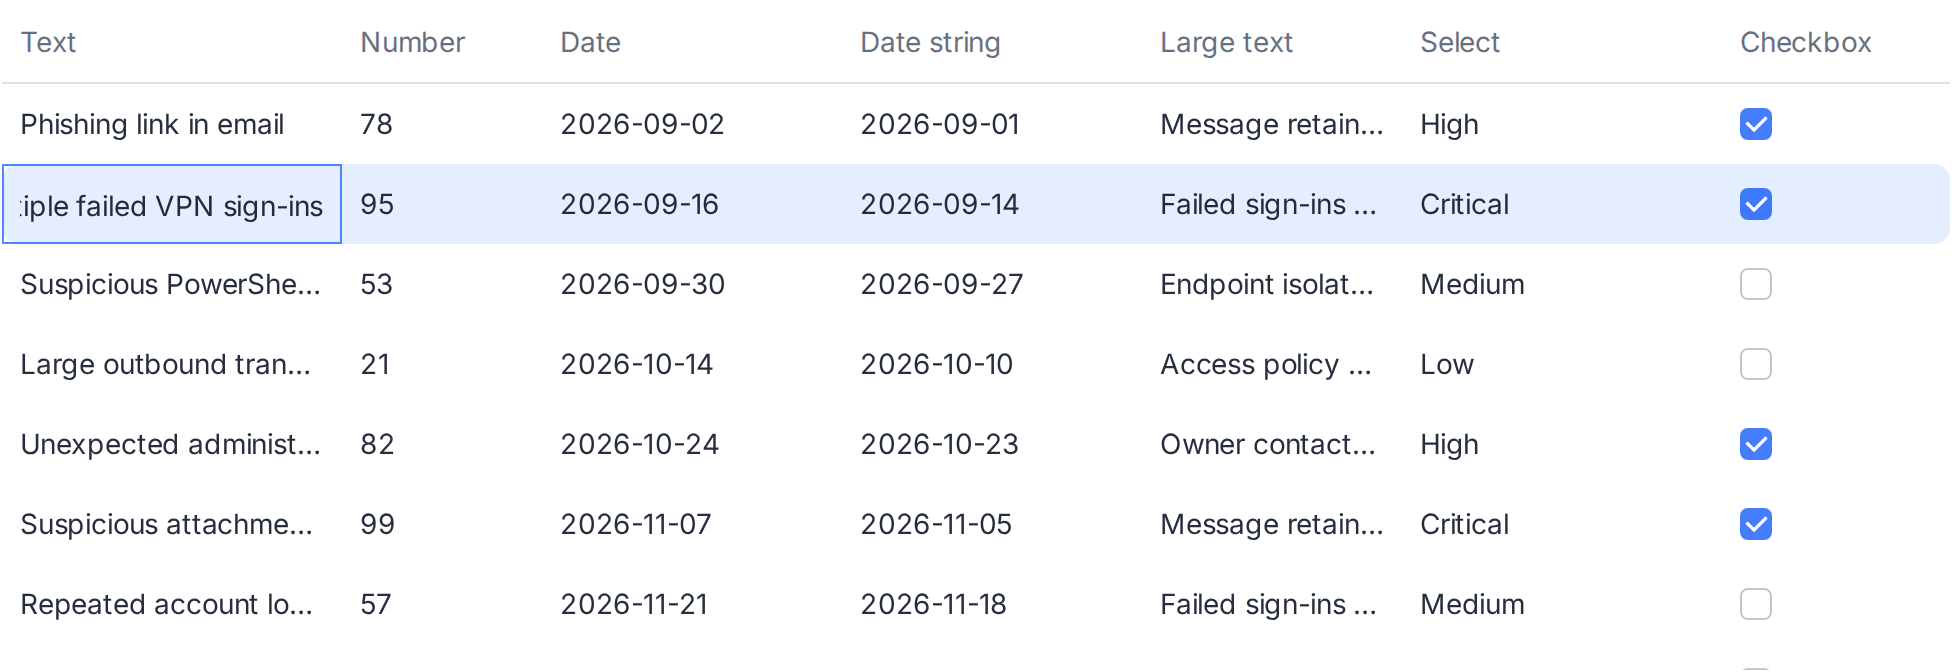 Text Number Date Date string Large text Select Checkbox
Phishing link in email 78 2026-09-02 2026-09-01 Message retain... High
failed VPN sign-ins 95 2026-09-16 2026-09-14 Failed sign-ins ... Critical
Suspicious PowerShe... 53 2026-09-30 2026-09-27 Endpoint isolat... Medium
Large outbound tran... 21 2026-10-14 2026-10-10 Access policy ... Low
Unexpected administ... 82 2026-10-24 2026-10-23 Owner contact... High
Suspicious attachme... 99 2026-11-07 2026-11-05 Message retain... Critical
Repeated account lo... 57 2026-11-21 2026-11-18 Failed sign-ins ... Medium